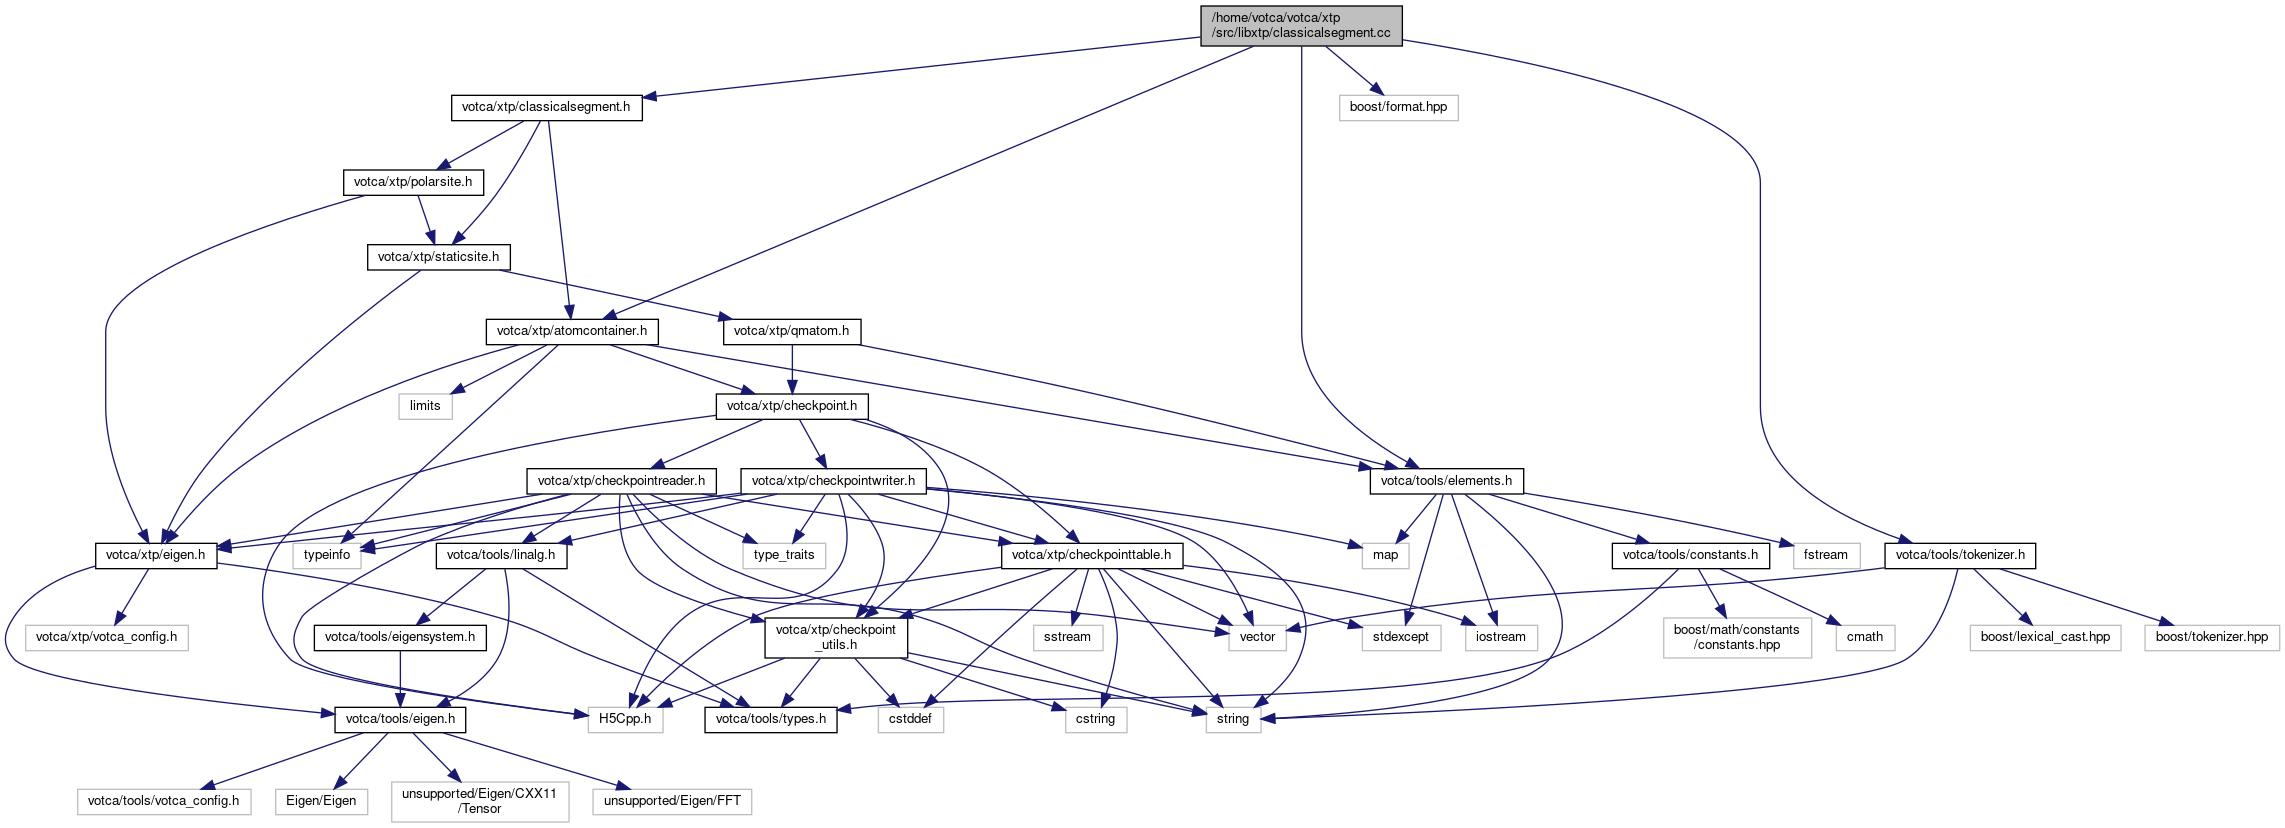 /home/votca/votca/xtp
/src/libxtp/classicalsegment.cc
votca/xtp/classicalsegment.h
boost/format.hpp
votca/xtp/polarsite.h
votca/xtp/staticsite.h
votca/xtp/atomcontainer.h
votca/xtp/qmatom.h
limits
votca/xtp/checkpoint.h
votca/xtp/checkpointreader.h
votca/xtp/checkpointwriter.h
votca/tools/elements.h
votca/xtp/eigen.h
typeinfo
votca/tools/linalg.h
type_traits
votca/xtp/checkpointtable.h
map
votca/tools/constants.h
fstream
votca/tools/tokenizer.h
votca/xtp/votca_config.h
votca/tools/eigensystem.h
votca/xtp/checkpoint
_utils.h
sstream
vector
stdexcept
iostream
boost/math/constants
/constants.hpp
cmath
boost/lexical_cast.hpp
boost/tokenizer.hpp
votca/tools/eigen.h
H5Cpp.h
votca/tools/types.h
cstddef
cstring
string
votca/tools/votca_config.h
Eigen/Eigen
unsupported/Eigen/CXX11
/Tensor
unsupported/Eigen/FFT